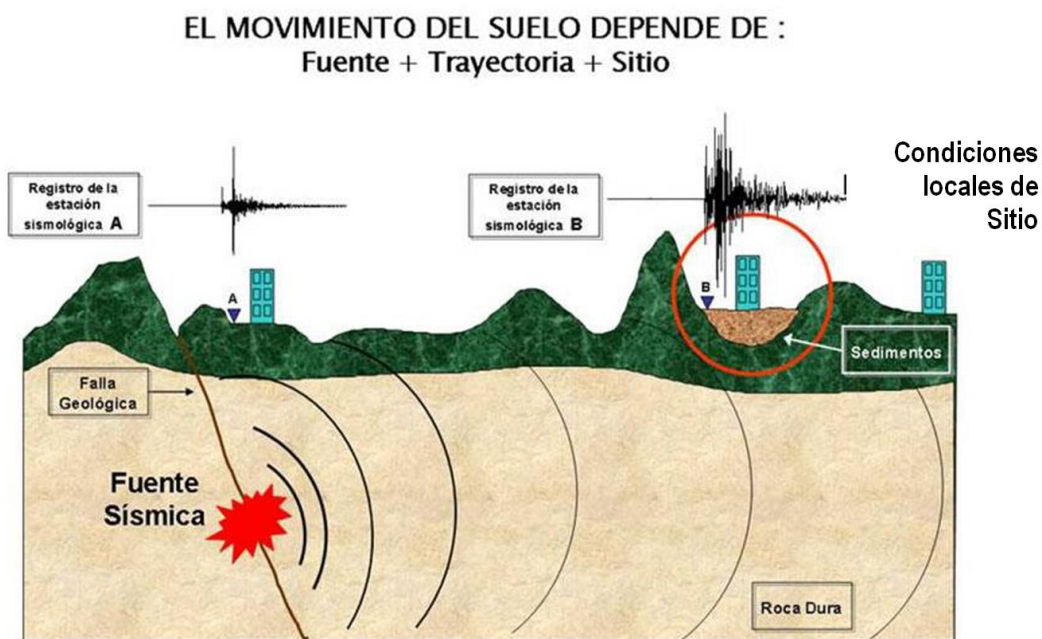 EL MOVIMIENTO DEL SUELO DEPENDE DE :
Fuente + Trayectoria + Sitio
Registro de la
estación
sismológica A
Registro de la
estación
sismológica B
Condiciones
locales de
Sitio
A
B
Sedimentos
Falla
Geológica
Fuente
Sísmica
Roca Dura